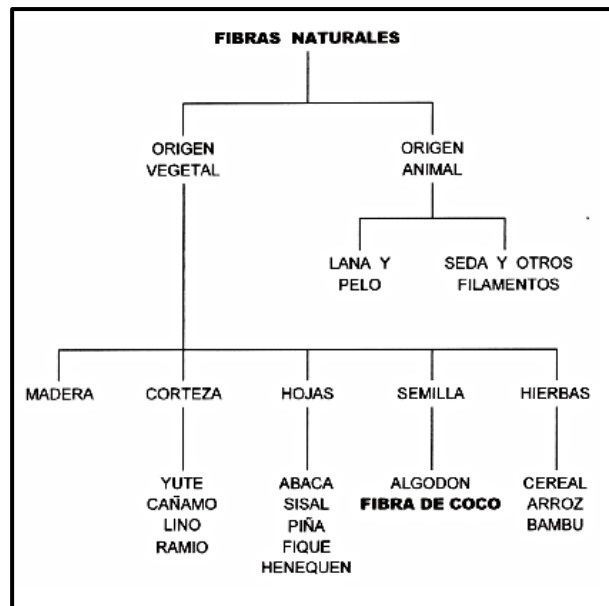 FIBRAS NATURALES
ORIGEN
VEGETAL
ORIGEN
ANIMAL
LANA Y
PELO
SEDA Y OTROS
FILAMENTOS
MADERA
CORTEZA
HOJAS
SEMILLA
HIERBAS
YUTE
CAÑAMO
LINO
RAMIO
ABACA
SISAL
PIÑA
FIQUE
HENEQUEN
ALGODON
FIBRA DE COCO
CEREAL
ARROZ
BAMBU